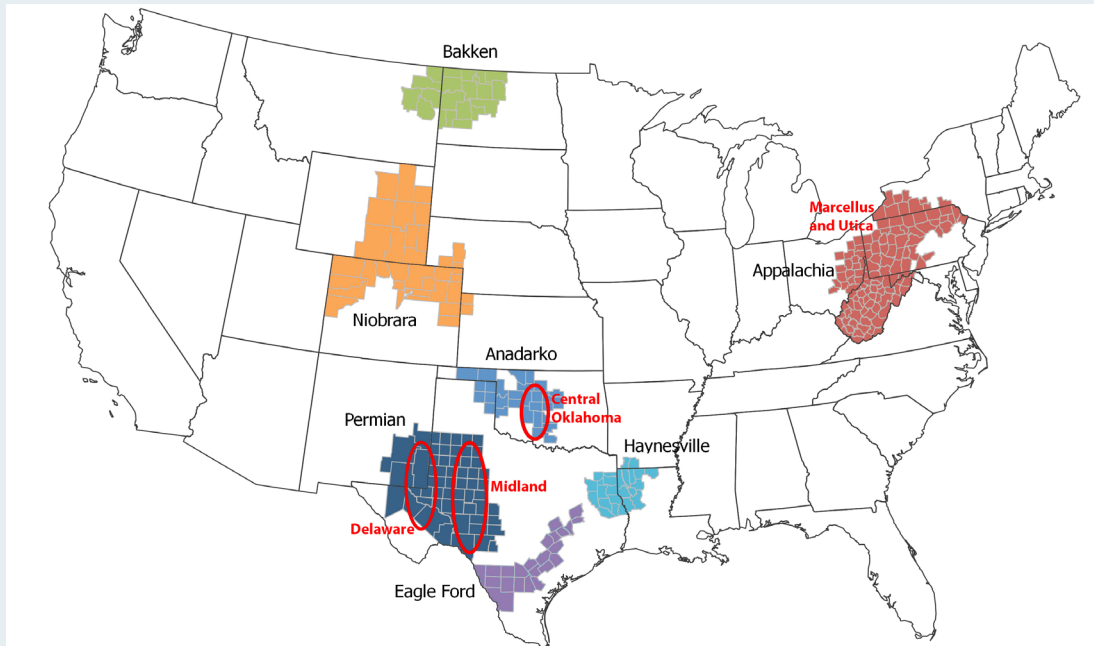 Bakken
Marcellus
and Utica
Appalachia
Niobrara
Anadarko
Central
Oklahoma
Permian
Haynesville
Midland
Delaware
Eagle Ford